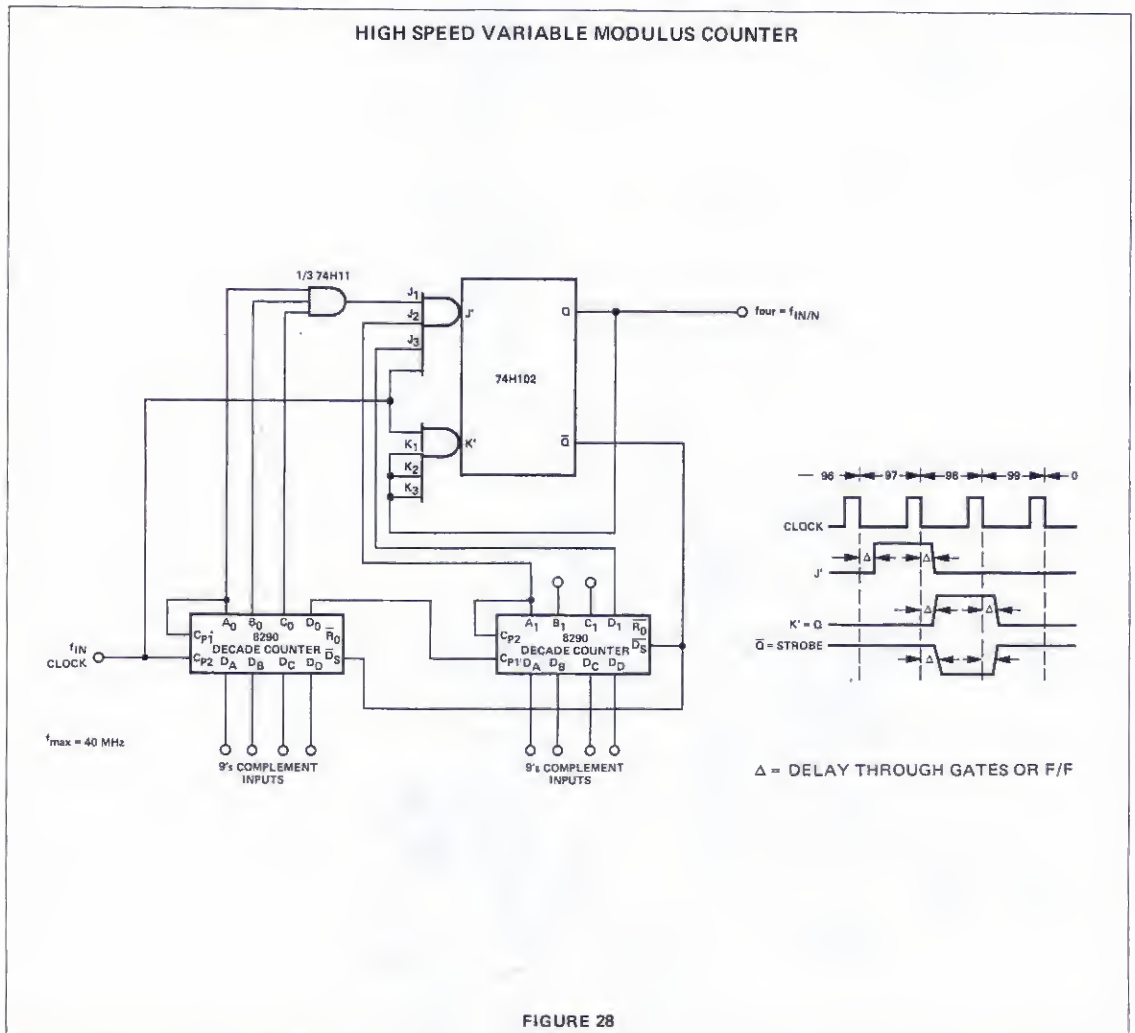 HIGH SPEED VARIABLE MODULUS COUNTER
1/3 74H11
J1
J2
J3
J'
Q
fOUT = fIN/N
74H102
K1
K2
K3
K'
Q̅
— 96 97 98 99 0
CLOCK
J'
K' = Q
Q̅ = STROBE
Δ Δ
Δ Δ
Δ Δ
A0 B0 C0 D0 R̅0
CP1
8290
DECADE COUNTER
CP2
DA DB DC DD D̅S
fIN
CLOCK
A1 B1 C1 D1 R̅0
CP2
8290
DECADE COUNTER
CP1
DA DB DC DD D̅S
fmax = 40 MHz
9's COMPLEMENT
INPUTS
9's COMPLEMENT
INPUTS
Δ = DELAY THROUGH GATES OR F/F
FIGURE 28